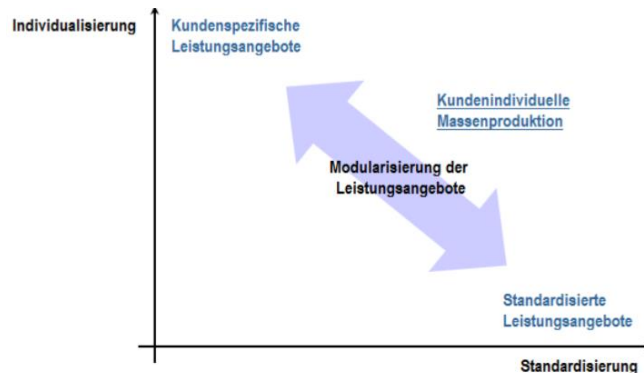 Individualisierung
Kundenspezifische
Leistungsangebote
Kundenindividuelle
Massenproduktion
Modularisierung der
Leistungsangebote
Standardisierte
Leistungsangebote
Standardisierung